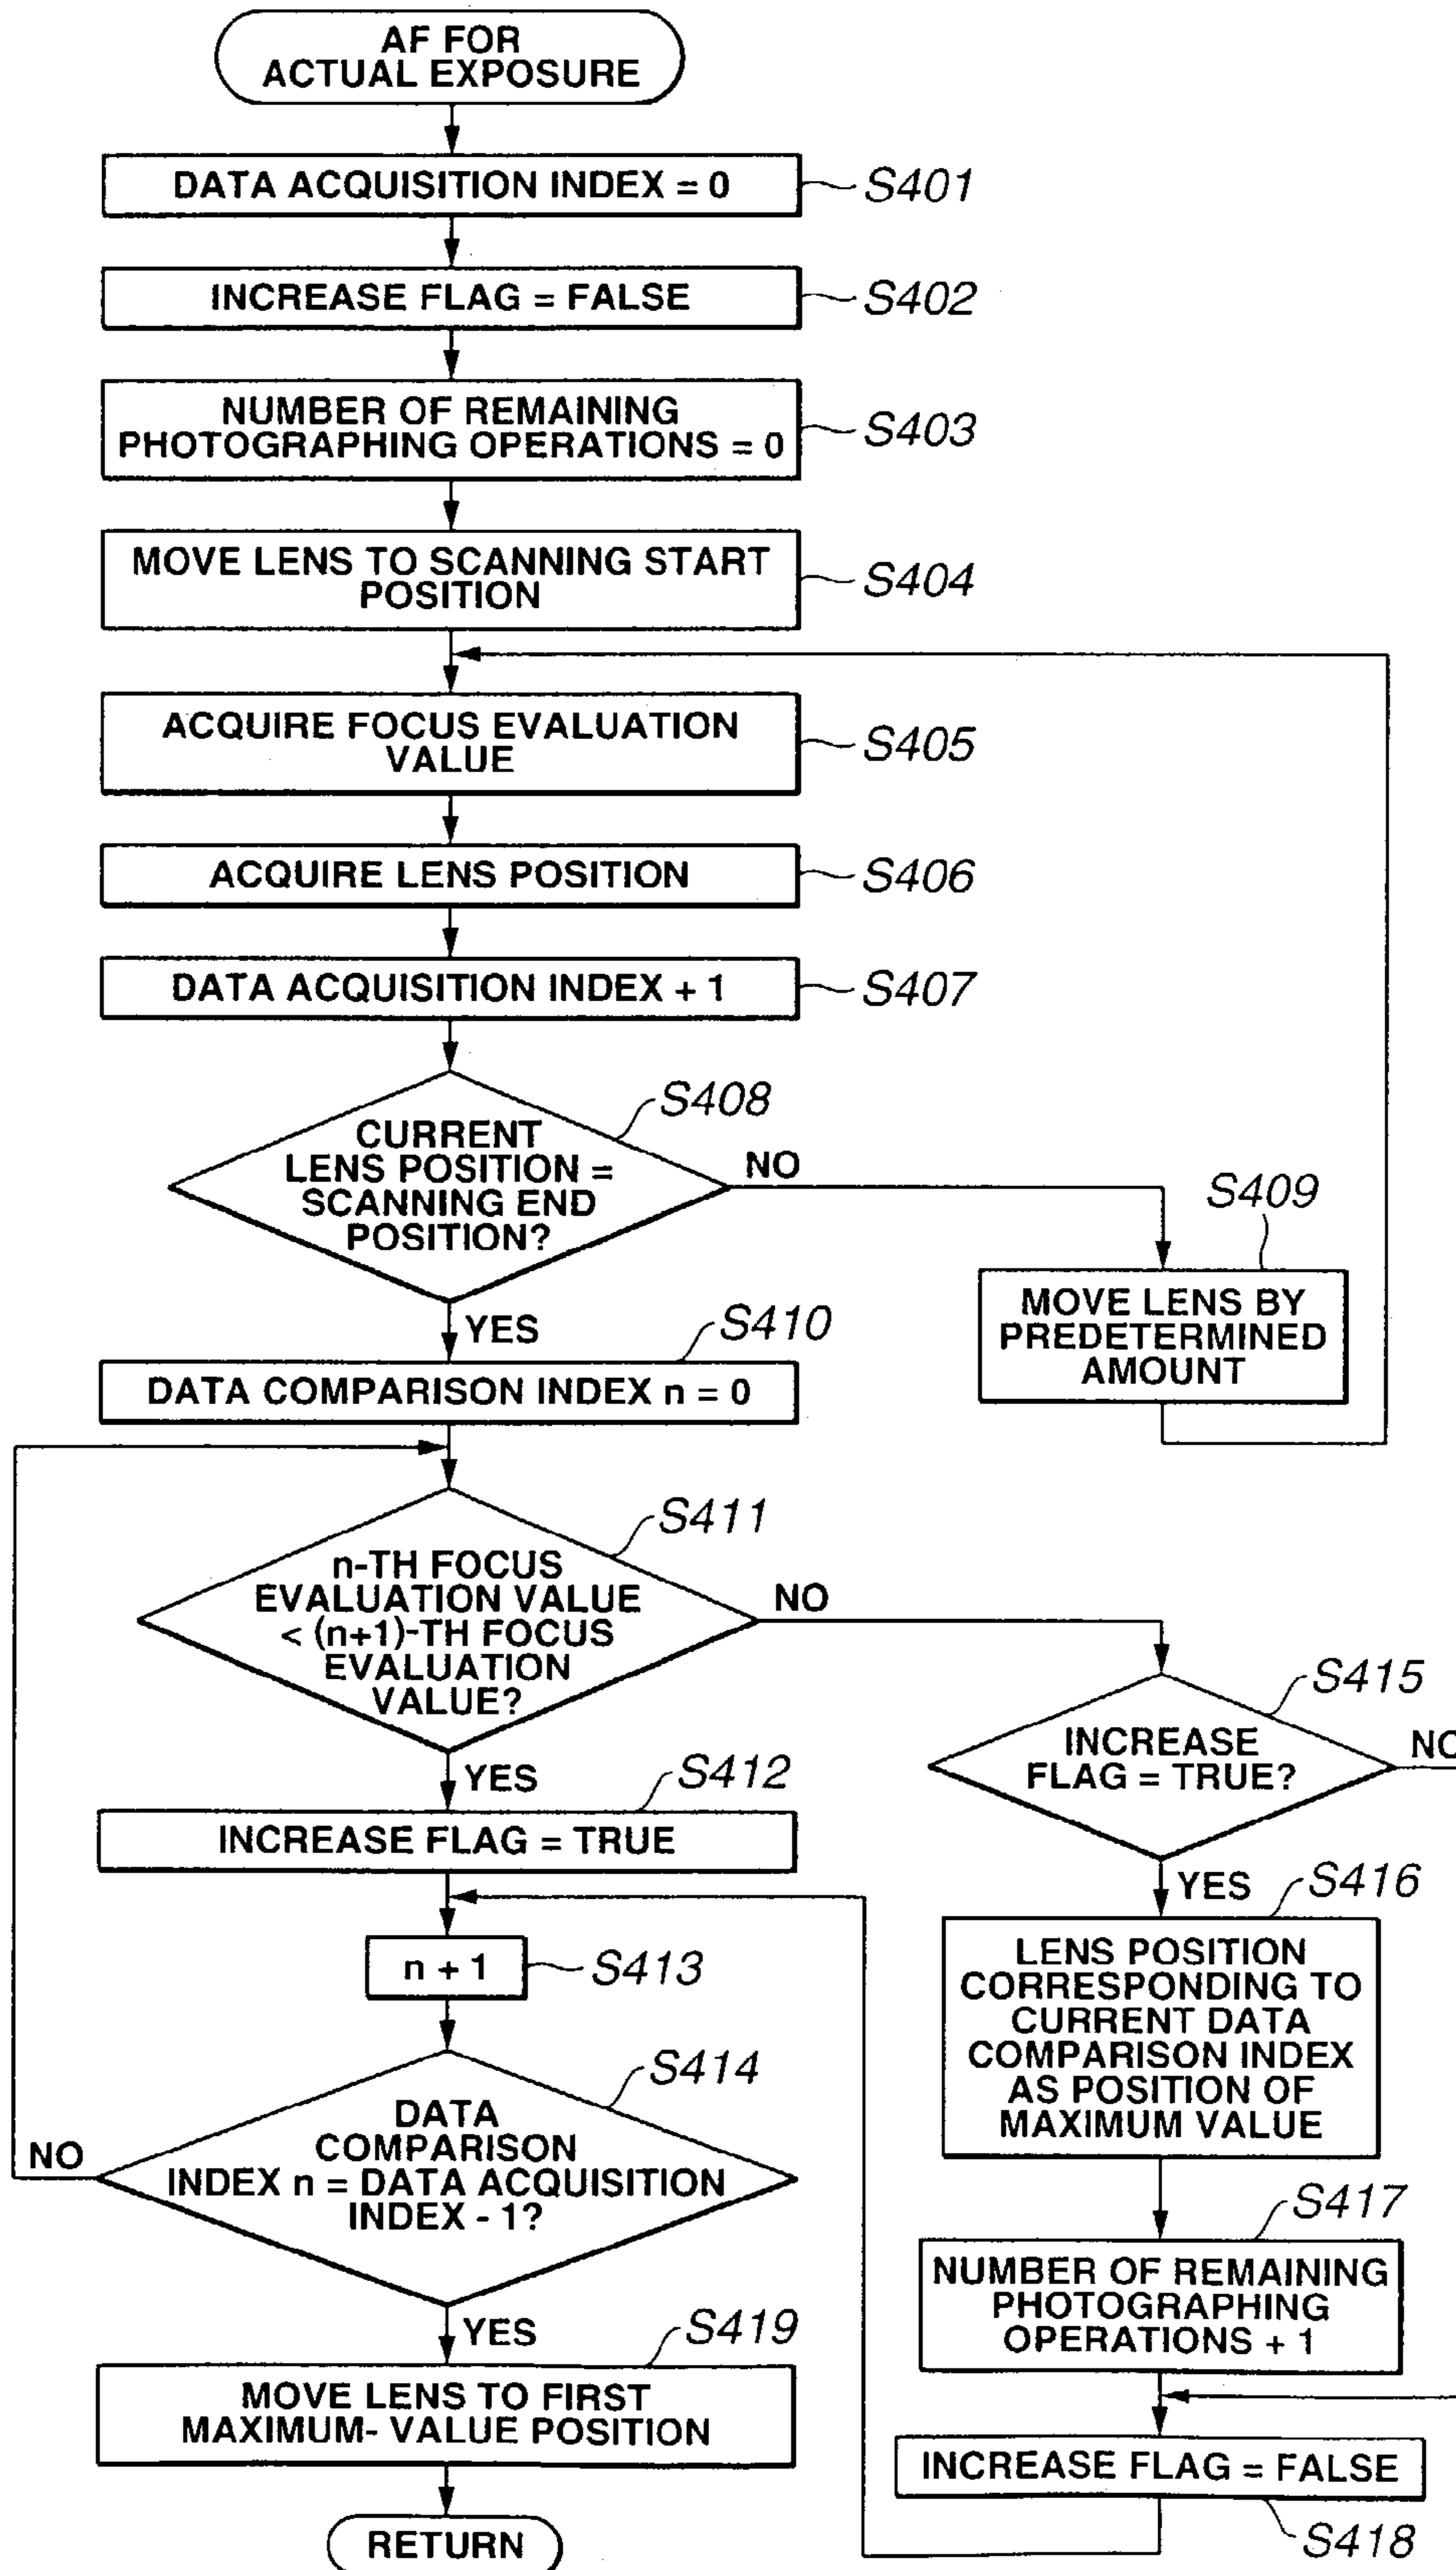 AF FOR
ACTUAL EXPOSURE
DATA ACQUISITION INDEX = 0
S401
INCREASE FLAG = FALSE
S402
NUMBER OF REMAINING
PHOTOGRAPHING OPERATIONS = 0
S403
MOVE LENS TO SCANNING START
POSITION
S404
ACQUIRE FOCUS EVALUATION
VALUE
S405
ACQUIRE LENS POSITION
S406
DATA ACQUISITION INDEX + 1
S407
S408
CURRENT
LENS POSITION =
SCANNING END
POSITION?
NO
S409
MOVE LENS BY
PREDETERMINED
AMOUNT
YES
S410
DATA COMPARISON INDEX n = 0
S411
n-TH FOCUS
EVALUATION VALUE
< (n+1)-TH FOCUS
EVALUATION
VALUE?
NO
S415
INCREASE
FLAG = TRUE?
NO
YES
S412
INCREASE FLAG = TRUE
YES
S416
LENS POSITION
CORRESPONDING TO
CURRENT DATA
COMPARISON INDEX
AS POSITION OF
MAXIMUM VALUE
n + 1
S413
S414
DATA
COMPARISON
INDEX n = DATA ACQUISITION
INDEX - 1?
NO
S417
NUMBER OF REMAINING
PHOTOGRAPHING
OPERATIONS + 1
YES
S419
MOVE LENS TO FIRST
MAXIMUM- VALUE POSITION
INCREASE FLAG = FALSE
S418
RETURN